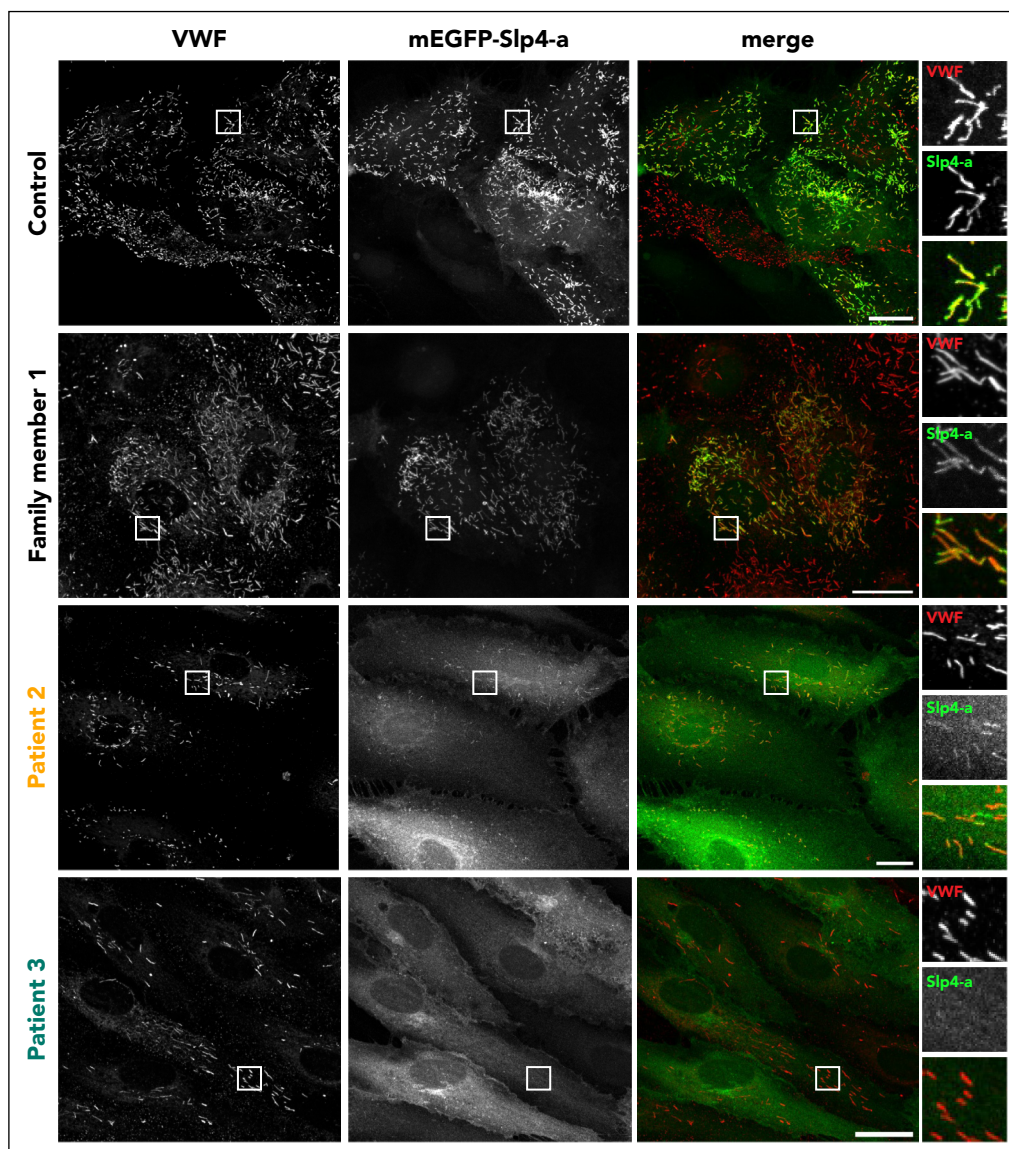 VWF mEGFP-Slp4-a merge
Control
VWF
Slp4-a
Family member 1
VWF
Slp4-a
Patient 2
VWF
Slp4-a
Patient 3
VWF
Slp4-a